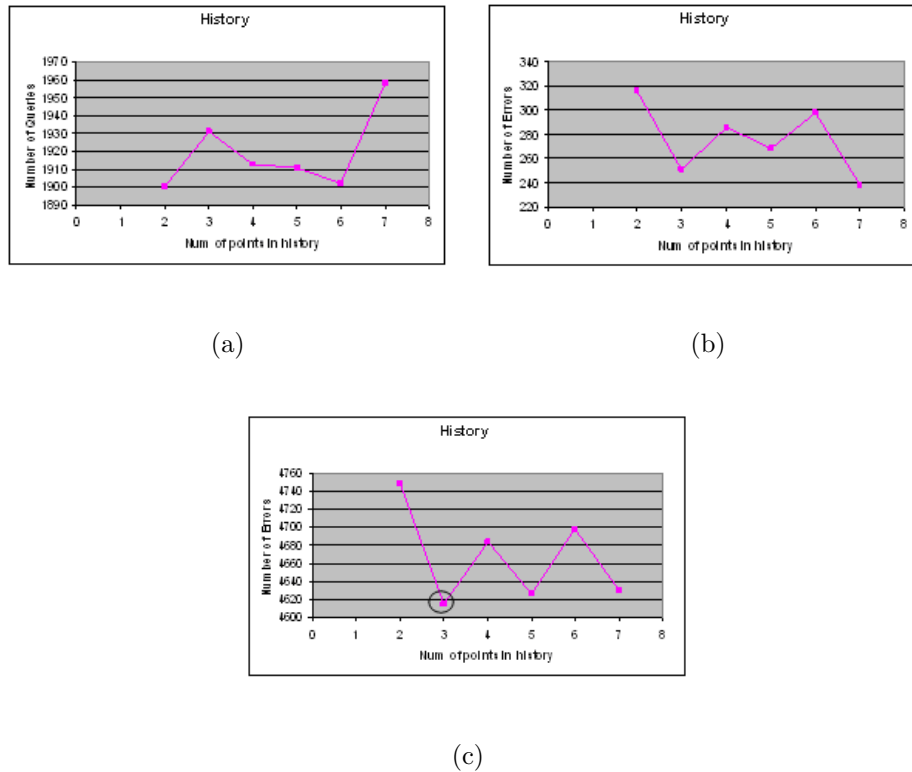 History
Number of Queries
1970
1960
1950
1940
1930
1920
1910
1900
1890
0 1 2 3 4 5 6 7 8
Num of points in history
(a)
History
Number of Errors
340
320
300
280
260
240
220
0 1 2 3 4 5 6 7 8
Num of points in history
(b)
History
Number of Errors
4760
4740
4720
4700
4680
4660
4640
4620
4600
0 1 2 3 4 5 6 7 8
Num of points in history
(c)